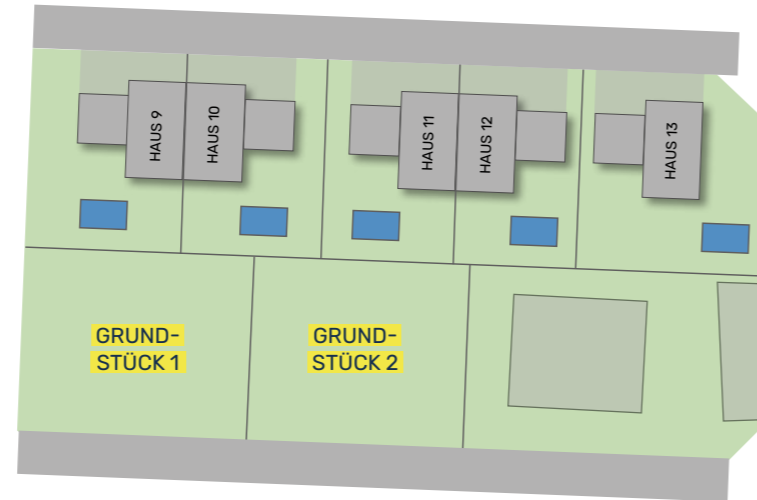 HAUS 9
HAUS 10
HAUS 11
HAUS 12
HAUS 13
GRUND-
STÜCK 1
GRUND-
STÜCK 2